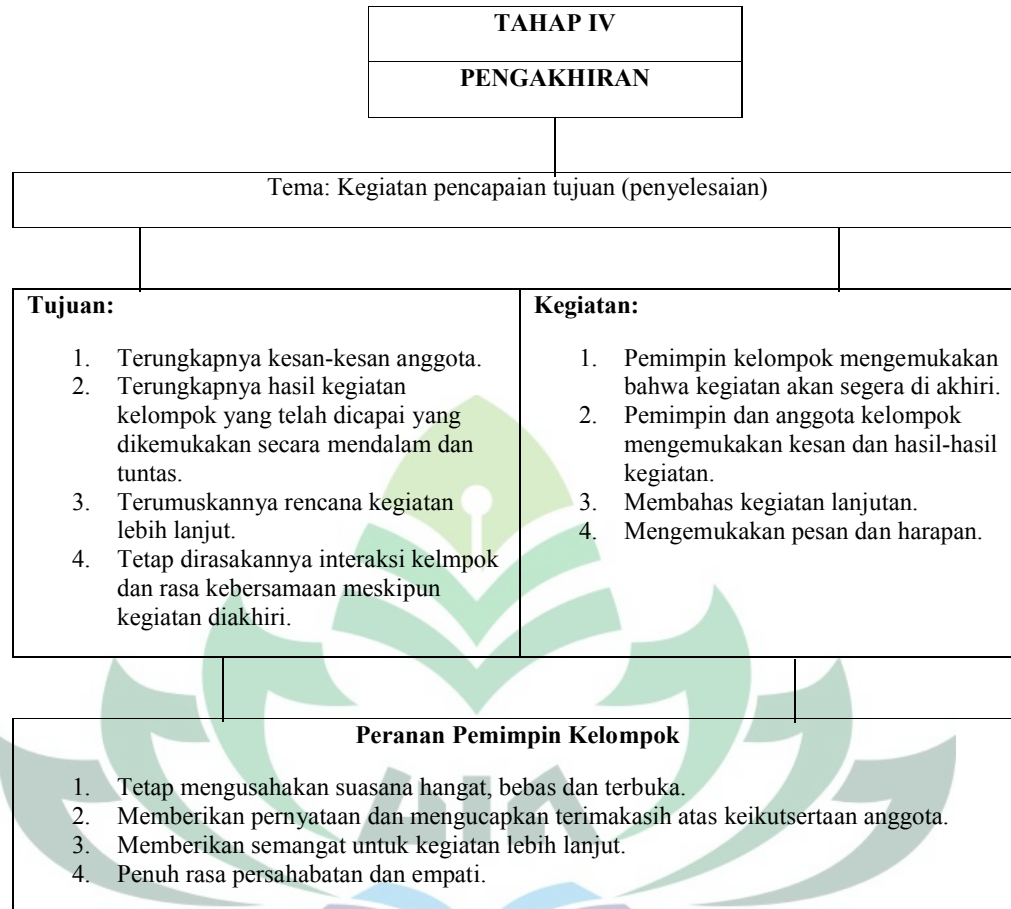 TAHAP IV
PENGAKHIRAN
Tema: Kegiatan pencapaian tujuan (penyelesaian)
Tujuan:
1. Terungkapnya kesan-kesan anggota.
2. Terungkapnya hasil kegiatan
kelompok yang telah dicapai yang
dikemukakan secara mendalam dan
tuntas.
3. Terumuskannya rencana kegiatan
lebih lanjut.
4. Tetap dirasakannya interaksi kelmpok
dan rasa kebersamaan meskipun
kegiatan diakhiri.
Kegiatan:
1. Pemimpin kelompok mengemukakan
bahwa kegiatan akan segera di akhiri.
2. Pemimpin dan anggota kelompok
mengemukakan kesan dan hasil-hasil
kegiatan.
3. Membahas kegiatan lanjutan.
4. Mengemukakan pesan dan harapan.
Peranan Pemimpin Kelompok
1. Tetap mengusahakan suasana hangat, bebas dan terbuka.
2. Memberikan pernyataan dan mengucapkan terimakasih atas keikutsertaan anggota.
3. Memberikan semangat untuk kegiatan lebih lanjut.
4. Penuh rasa persahabatan dan empati.